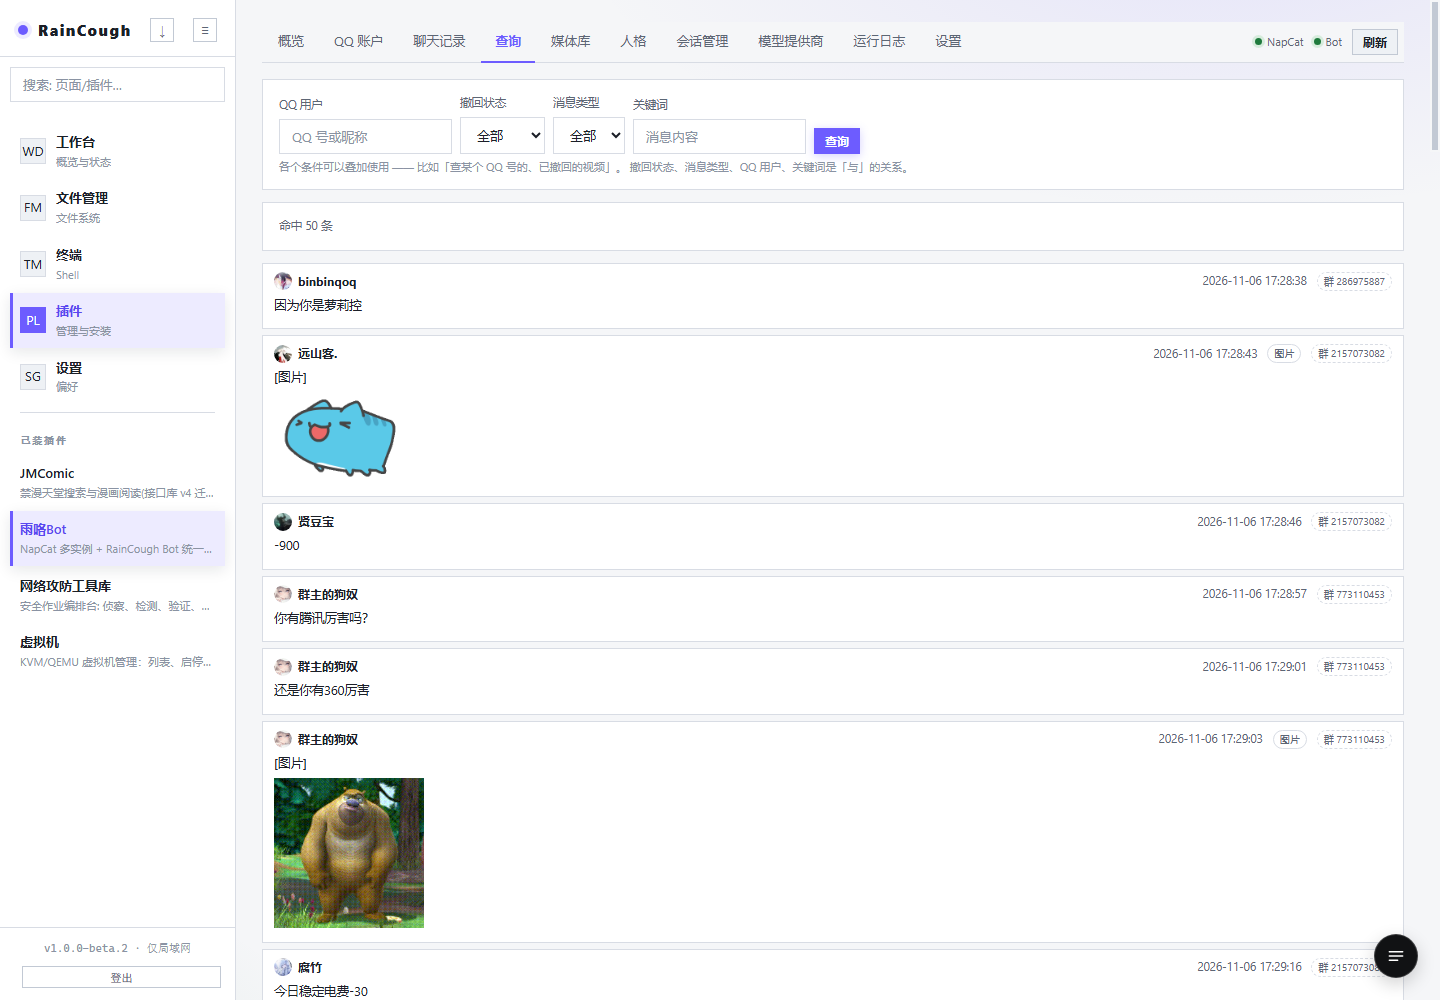 RainCough
↓
≡
搜索: 页面/插件...
WD
工作台
概览与状态
FM
文件管理
文件系统
TM
终端
Shell
PL
插件
管理与安装
SG
设置
偏好
已装插件
JMComic
禁漫天堂搜索与漫画阅读(接口库 v4 迁...
雨咯Bot
NapCat 多实例 + RainCough Bot 统一...
网络攻防工具库
安全作业编排台: 侦察、检测、验证、...
虚拟机
KVM/QEMU 虚拟机管理：列表、启停...
v1.0.0-beta.2 · 仅局域网
登出
概览 QQ 账户 聊天记录 查询 媒体库 人格 会话管理 模型提供商 运行日志 设置
NapCat Bot 刷新
QQ 用户 撤回状态 消息类型 关键词
QQ 号或昵称 全部 全部 消息内容 查询
各个条件可以叠加使用 —— 比如「查某个 QQ 号的、已撤回的视频」。 撤回状态、消息类型、QQ 用户、关键词是「与」的关系。
命中 50 条
binbinqoq 2026-11-06 17:28:38 群 286975887
因为你是萝莉控
远山客. 2026-11-06 17:28:43 图片 群 2157073082
[图片]
贤豆宝 2026-11-06 17:28:46 群 2157073082
-900
群主的狗奴 2026-11-06 17:28:57 群 773110453
你有腾讯厉害吗?
群主的狗奴 2026-11-06 17:29:01 群 773110453
还是你有360厉害
群主的狗奴 2026-11-06 17:29:03 图片 群 773110453
[图片]
腐竹 2026-11-06 17:29:16 群 215707308
今日稳定电费-30